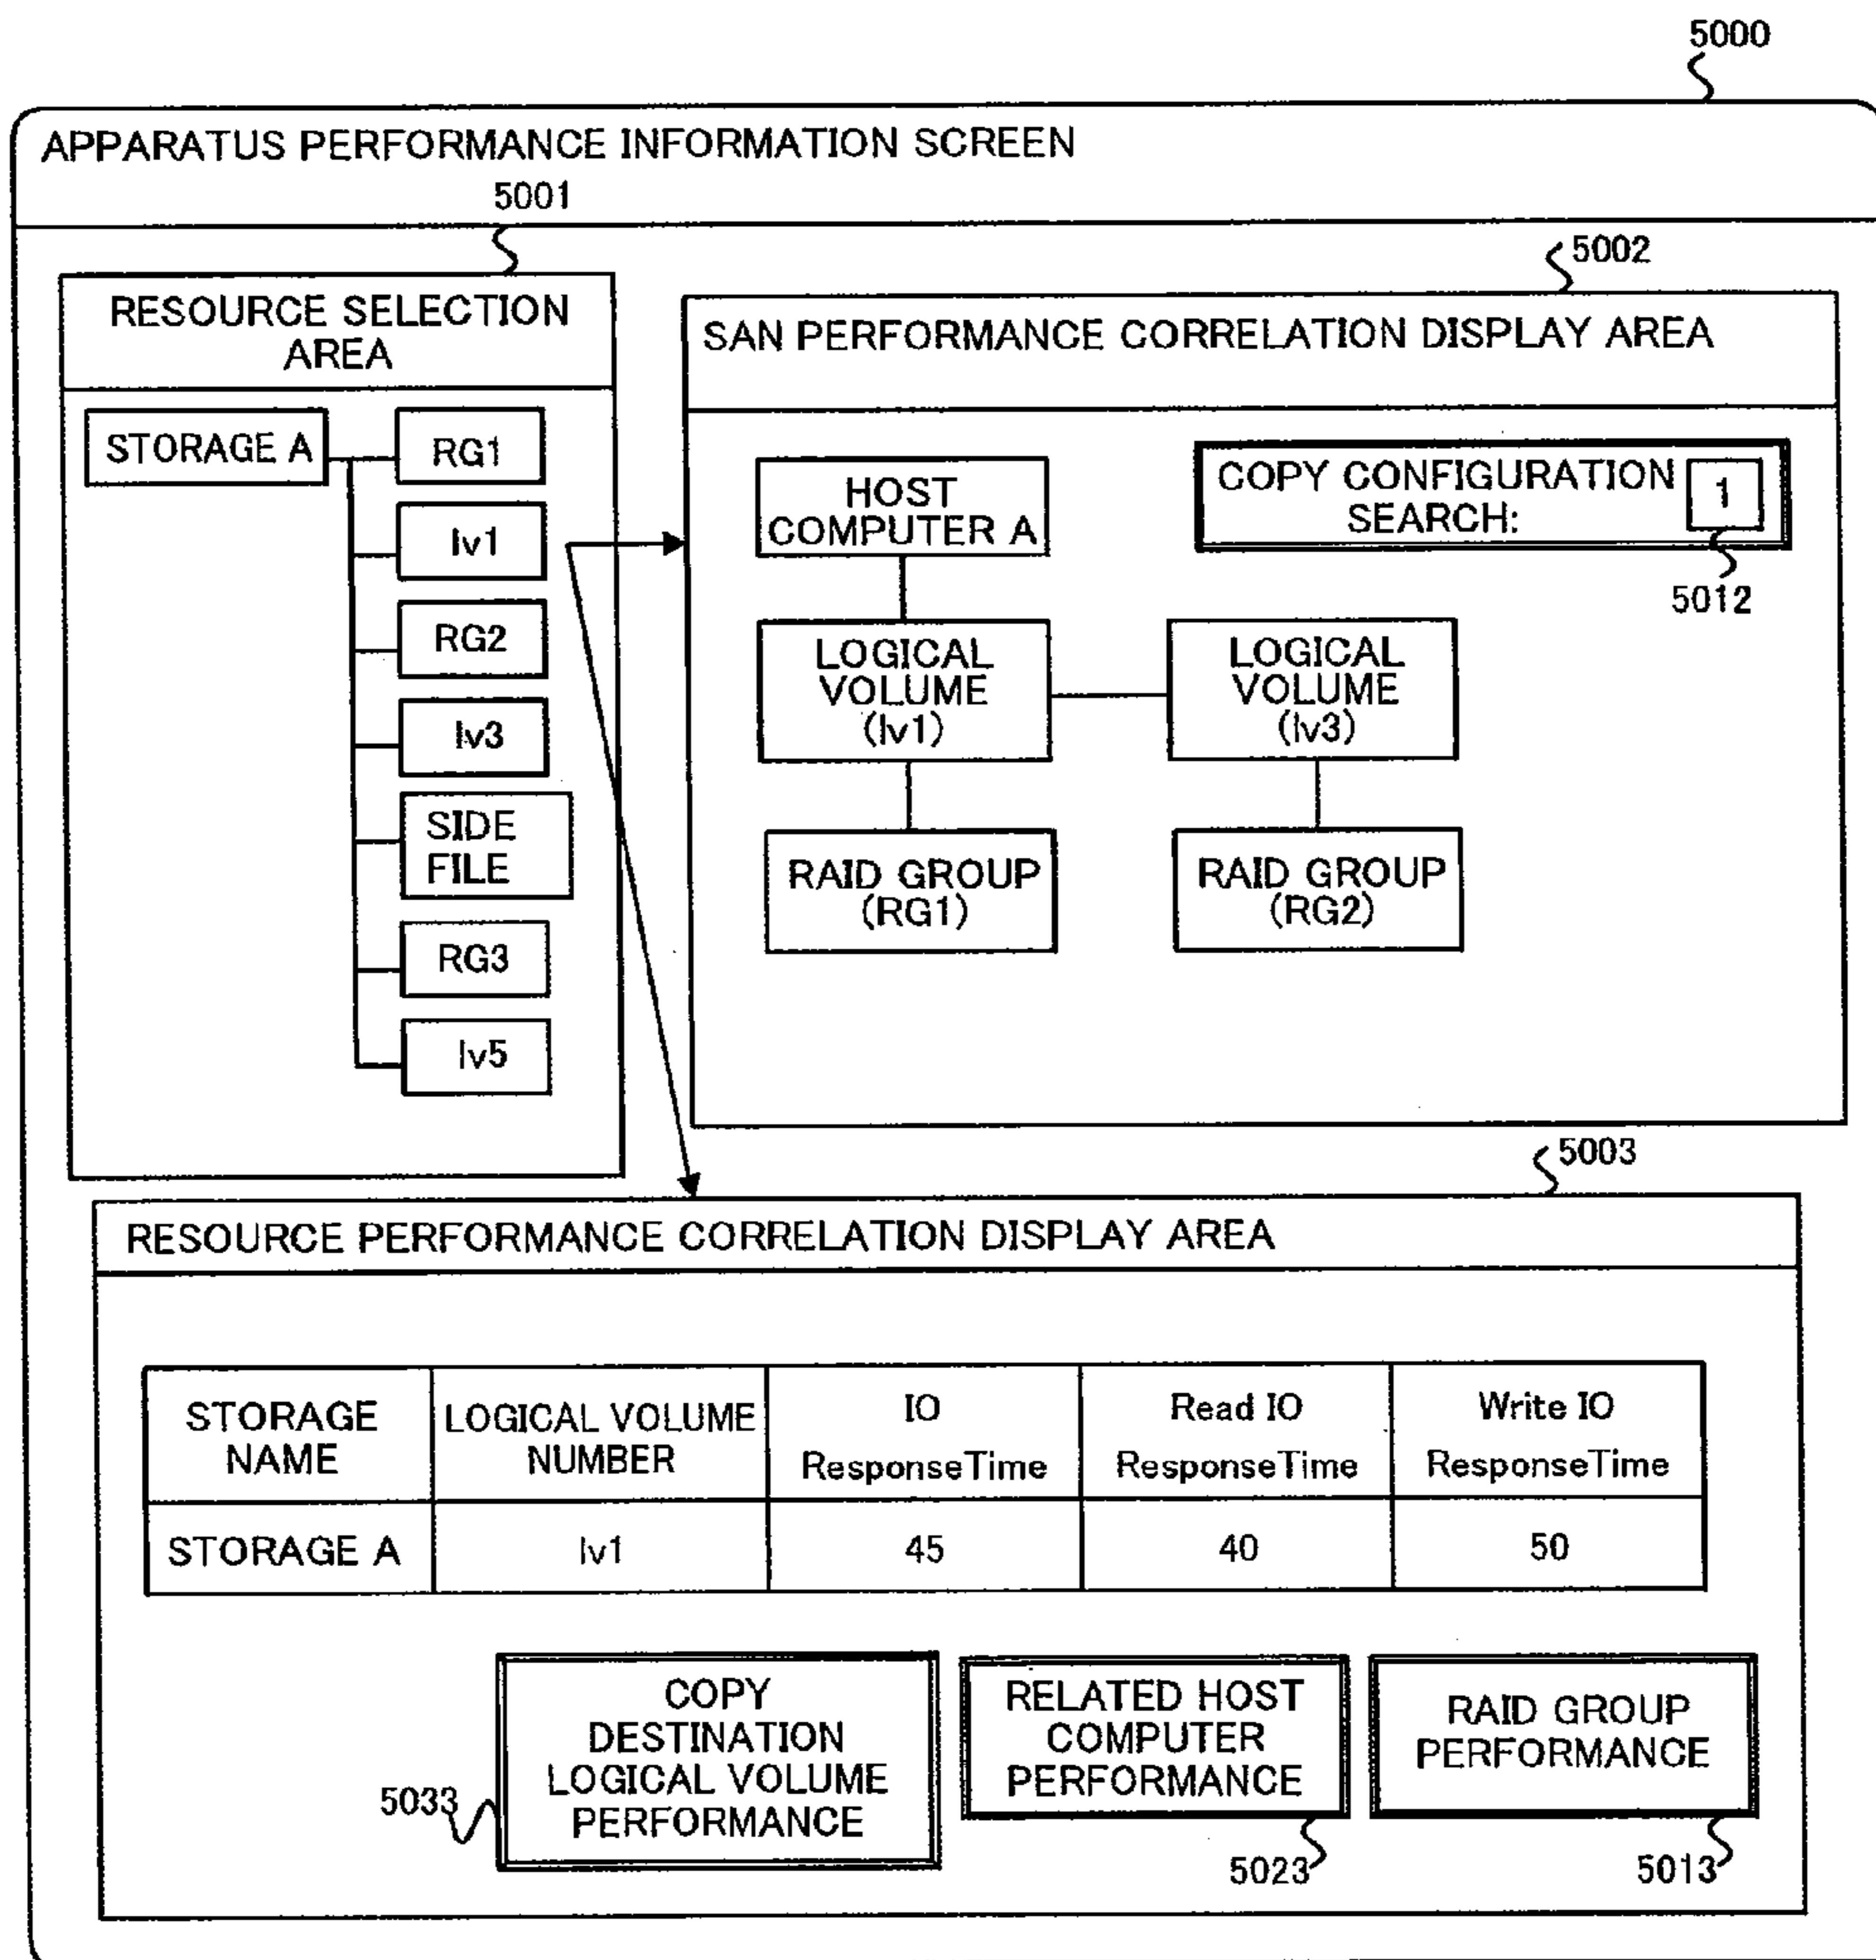 5000
APPARATUS PERFORMANCE INFORMATION SCREEN
5001
RESOURCE SELECTION
AREA
STORAGE A
RG1
lv1
RG2
lv3
SIDE
FILE
RG3
lv5
5002
SAN PERFORMANCE CORRELATION DISPLAY AREA
HOST
COMPUTER A
COPY CONFIGURATION
SEARCH:
1
5012
LOGICAL
VOLUME
(lv1)
LOGICAL
VOLUME
(lv3)
RAID GROUP
(RG1)
RAID GROUP
(RG2)
5003
RESOURCE PERFORMANCE CORRELATION DISPLAY AREA
STORAGE
NAME
LOGICAL VOLUME
NUMBER
IO
ResponseTime
Read IO
ResponseTime
Write IO
ResponseTime
STORAGE A
lv1
45
40
50
COPY
DESTINATION
LOGICAL VOLUME
PERFORMANCE
5033
RELATED HOST
COMPUTER
PERFORMANCE
5023
RAID GROUP
PERFORMANCE
5013